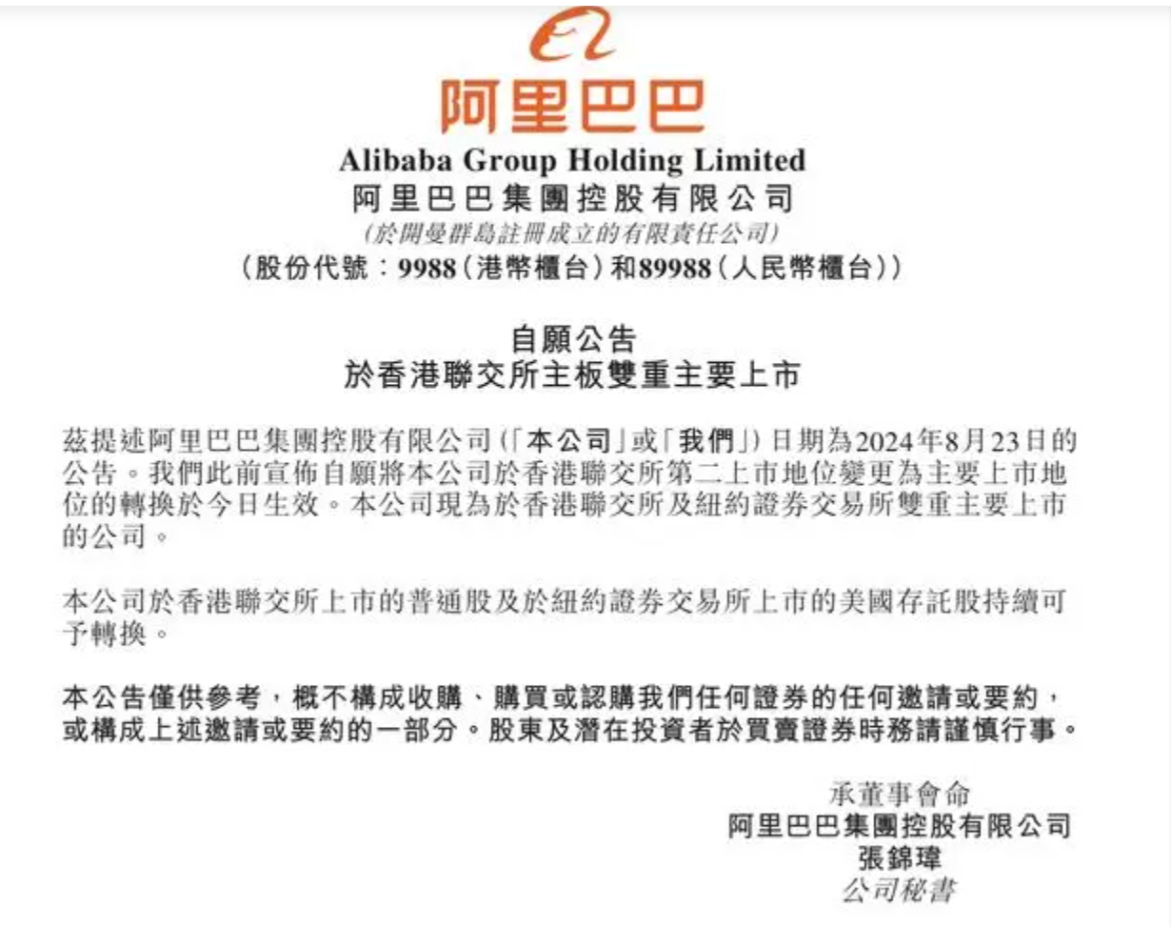 阿里巴巴
Alibaba Group Holding Limited
阿里巴巴集團控股有限公司
(於開曼群島註冊成立的有限責任公司)
(股份代號：9988(港幣櫃台)和89988(人民幣櫃台))
自願公告
於香港聯交所主板雙重主要上市
茲提述阿里巴巴集團控股有限公司(「本公司」或「我們」)日期為2024年8月23日的
公告。我們此前宣佈自願將本公司於香港聯交所第二上市地位變更為主要上市地
位的轉換於今日生效。本公司現為於香港聯交所及紐約證券交易所雙重主要上市
的公司。
本公司於香港聯交所上市的普通股及於紐約證券交易所上市的美國存託股持續可
予轉換。
本公告僅供參考，概不構成收購、購買或認購我們任何證券的任何邀請或要約，
或構成上述邀請或要約的一部分。股東及潛在投資者於買賣證券時務請謹慎行事。
承董事會命
阿里巴巴集團控股有限公司
張錦瑋
公司秘書